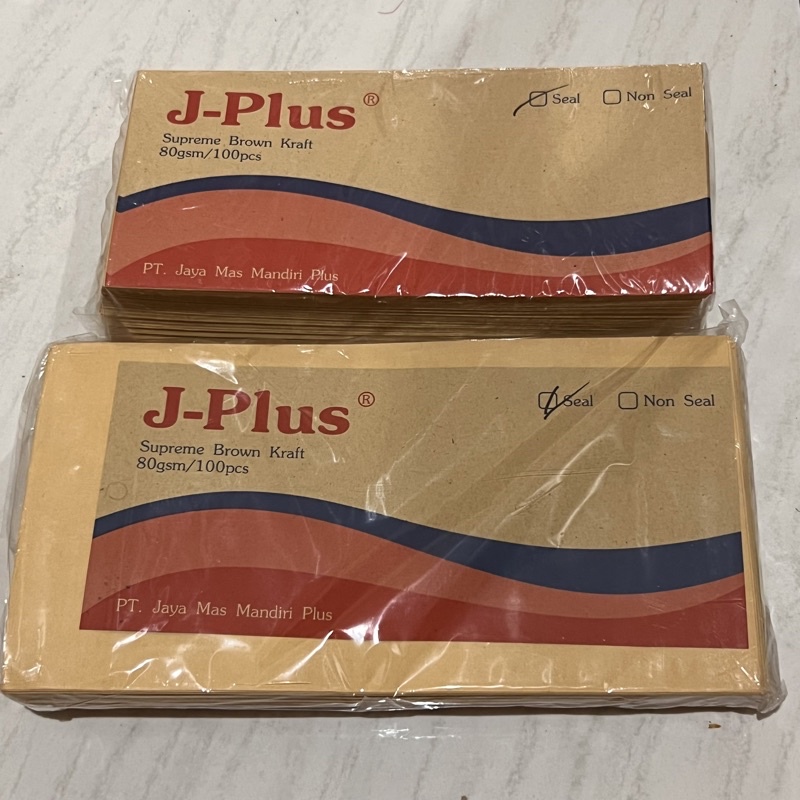 J-Plus®
Seal Non Seal
Supreme Brown Kraft
80gsm/100pcs
PT. Jaya Mas Mandiri Plus
J-Plus®
Seal Non Seal
Supreme Brown Kraft
80gsm/100pcs
PT. Jaya Mas Mandiri Plus